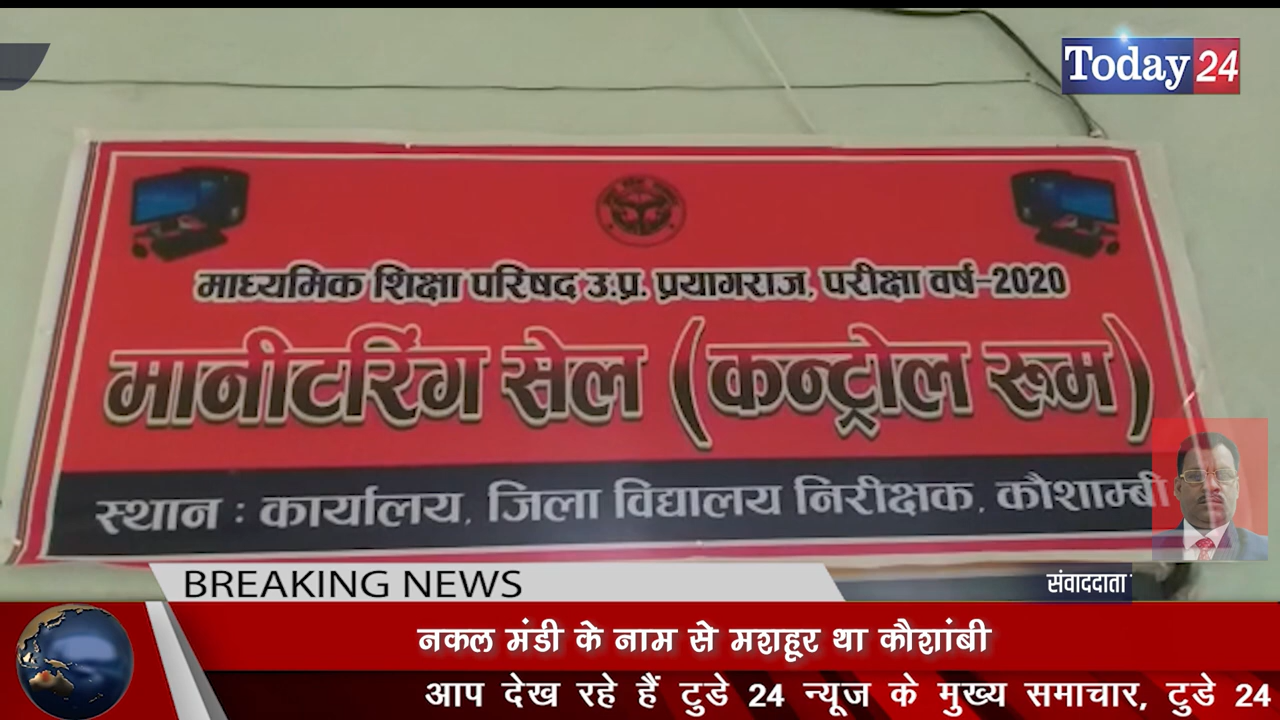 Today 24
माध्यमिक शिक्षा परिषद उ.प्र. प्रयागराज, परीक्षा वर्ष-2020
मानीटरिंग सेल (कन्ट्रोल रूम)
स्थान : कार्यालय, जिला विद्यालय निरीक्षक, कौशाम्बी
BREAKING NEWS
संवाददाता
नकल मंडी के नाम से मशहूर था कौशांबी
आप देख रहे हैं टुडे 24 न्यूज के मुख्य समाचार, टुडे 24